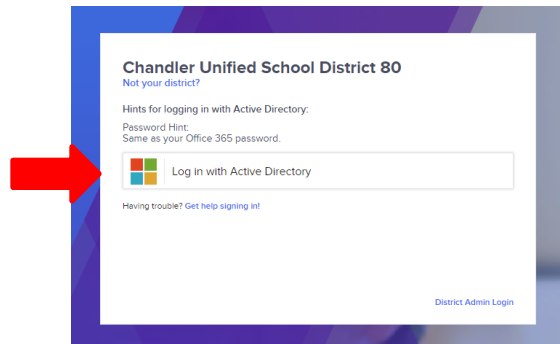 Chandler Unified School District 80
Not your district?
Hints for logging in with Active Directory:
Password Hint:
Same as your Office 365 password.
Log in with Active Directory
Having trouble? Get help signing in!
District Admin Login